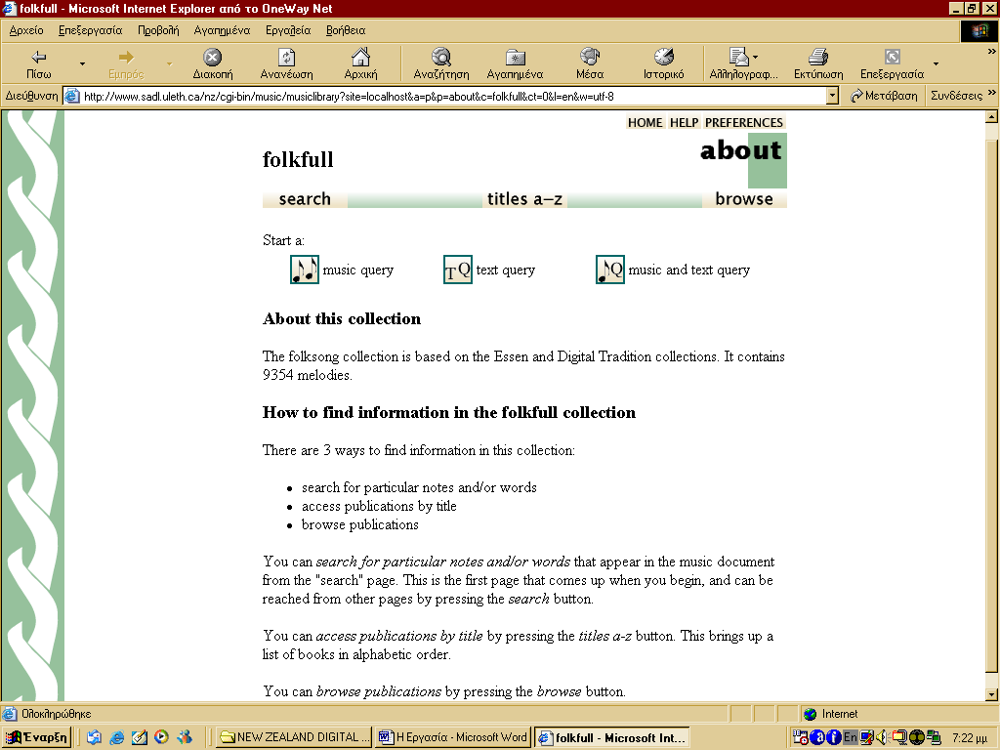 folkfull - Microsoft Internet Explorer από το OneWay Net
Αρχείο Επεξεργασία Προβολή Αγαπημένα Εργαλεία Βοήθεια
Πίσω Εμπρός Διακοπή Ανανέωση Αρχική Αναζήτηση Αγαπημένα Μέσα Ιστορικό Αλληλογραφ... Εκτύπωση Επεξεργασία
Διεύθυνση http://www.sadl.uleth.ca/nz/cgi-bin/music/musiclibrary?site=localhost&a=p&p=about&c=folkfull&ct=0&l=en&w=utf-8 Μετάβαση Συνδέσεις
HOME HELP PREFERENCES
about
folkfull
search titles a–z browse
Start a:
music query TQ text query Q music and text query
About this collection
The folksong collection is based on the Essen and Digital Tradition collections. It contains
9354 melodies.
How to find information in the folkfull collection
There are 3 ways to find information in this collection:
• search for particular notes and/or words
• access publications by title
• browse publications
You can search for particular notes and/or words that appear in the music document
from the "search" page. This is the first page that comes up when you begin, and can be
reached from other pages by pressing the search button.
You can access publications by title by pressing the titles a-z button. This brings up a
list of books in alphabetic order.
You can browse publications by pressing the browse button.
Ολοκληρώθηκε Internet
Έναρξη NEW ZEALAND DIGITAL ... Η Εργασία - Microsoft Word folkfull - Microsoft Int... En 7:22 μμ